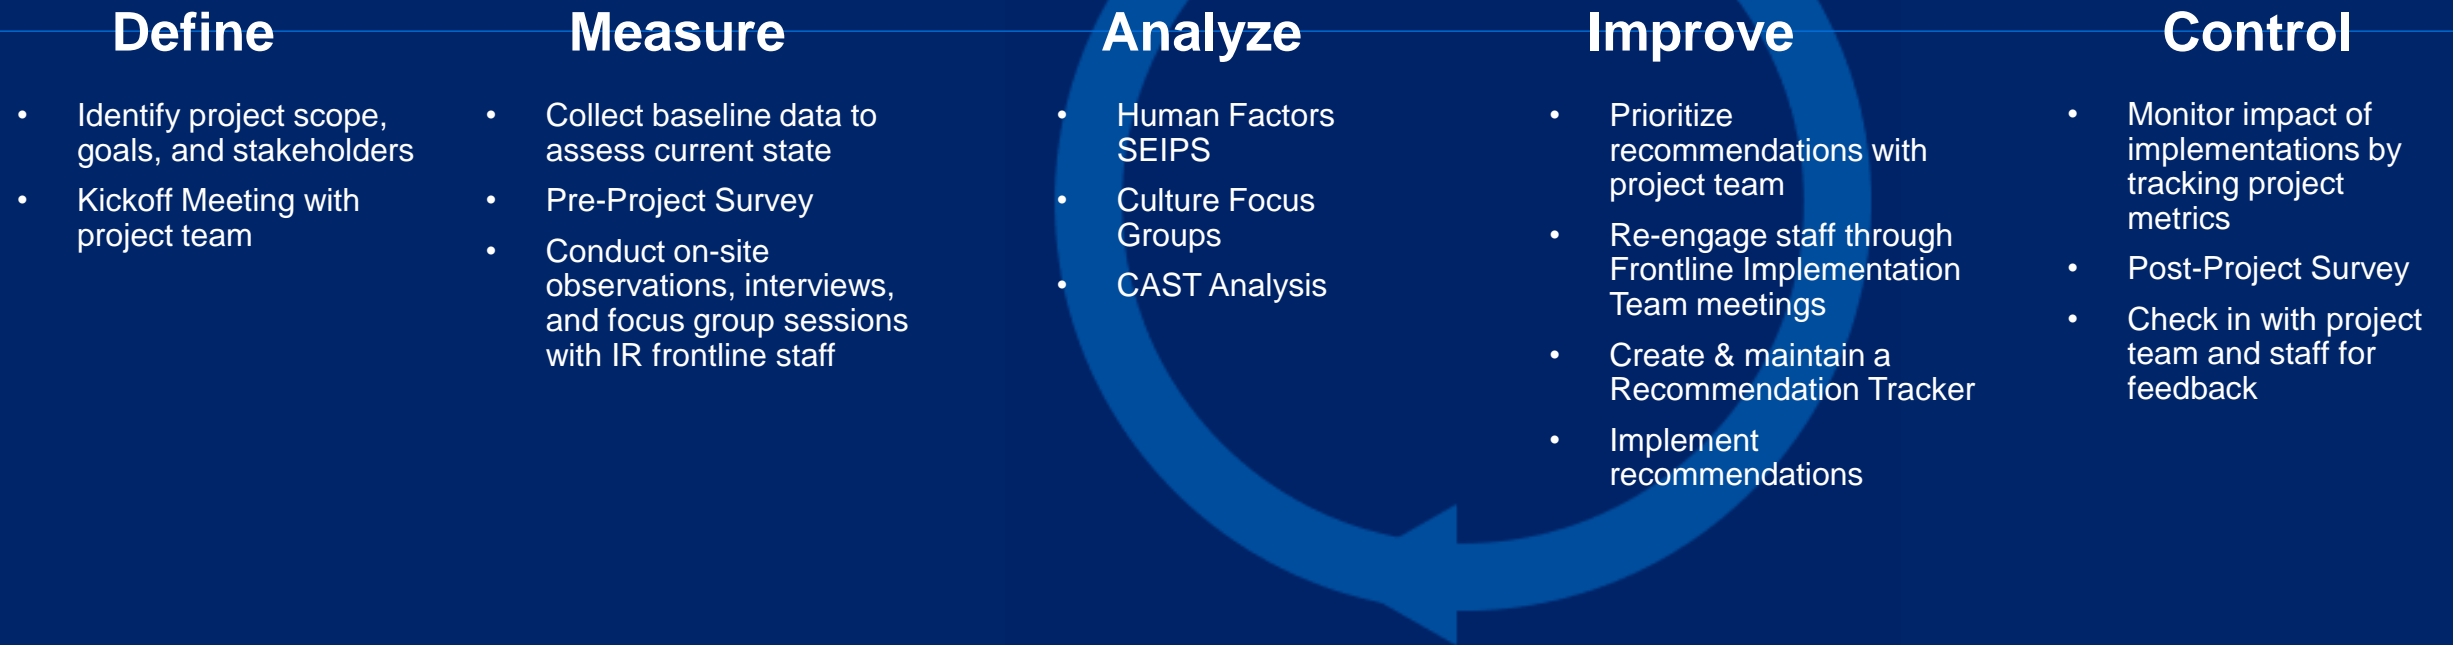 Define
• Identify project scope,
goals, and stakeholders
• Kickoff Meeting with
project team
Measure
• Collect baseline data to
assess current state
• Pre-Project Survey
• Conduct on-site
observations, interviews,
and focus group sessions
with IR frontline staff
Analyze
• Human Factors
SEIPS
• Culture Focus
Groups
• CAST Analysis
Improve
• Prioritize
recommendations with
project team
• Re-engage staff through
Frontline Implementation
Team meetings
• Create & maintain a
Recommendation Tracker
• Implement
recommendations
Control
• Monitor impact of
implementations by
tracking project
metrics
• Post-Project Survey
• Check in with project
team and staff for
feedback